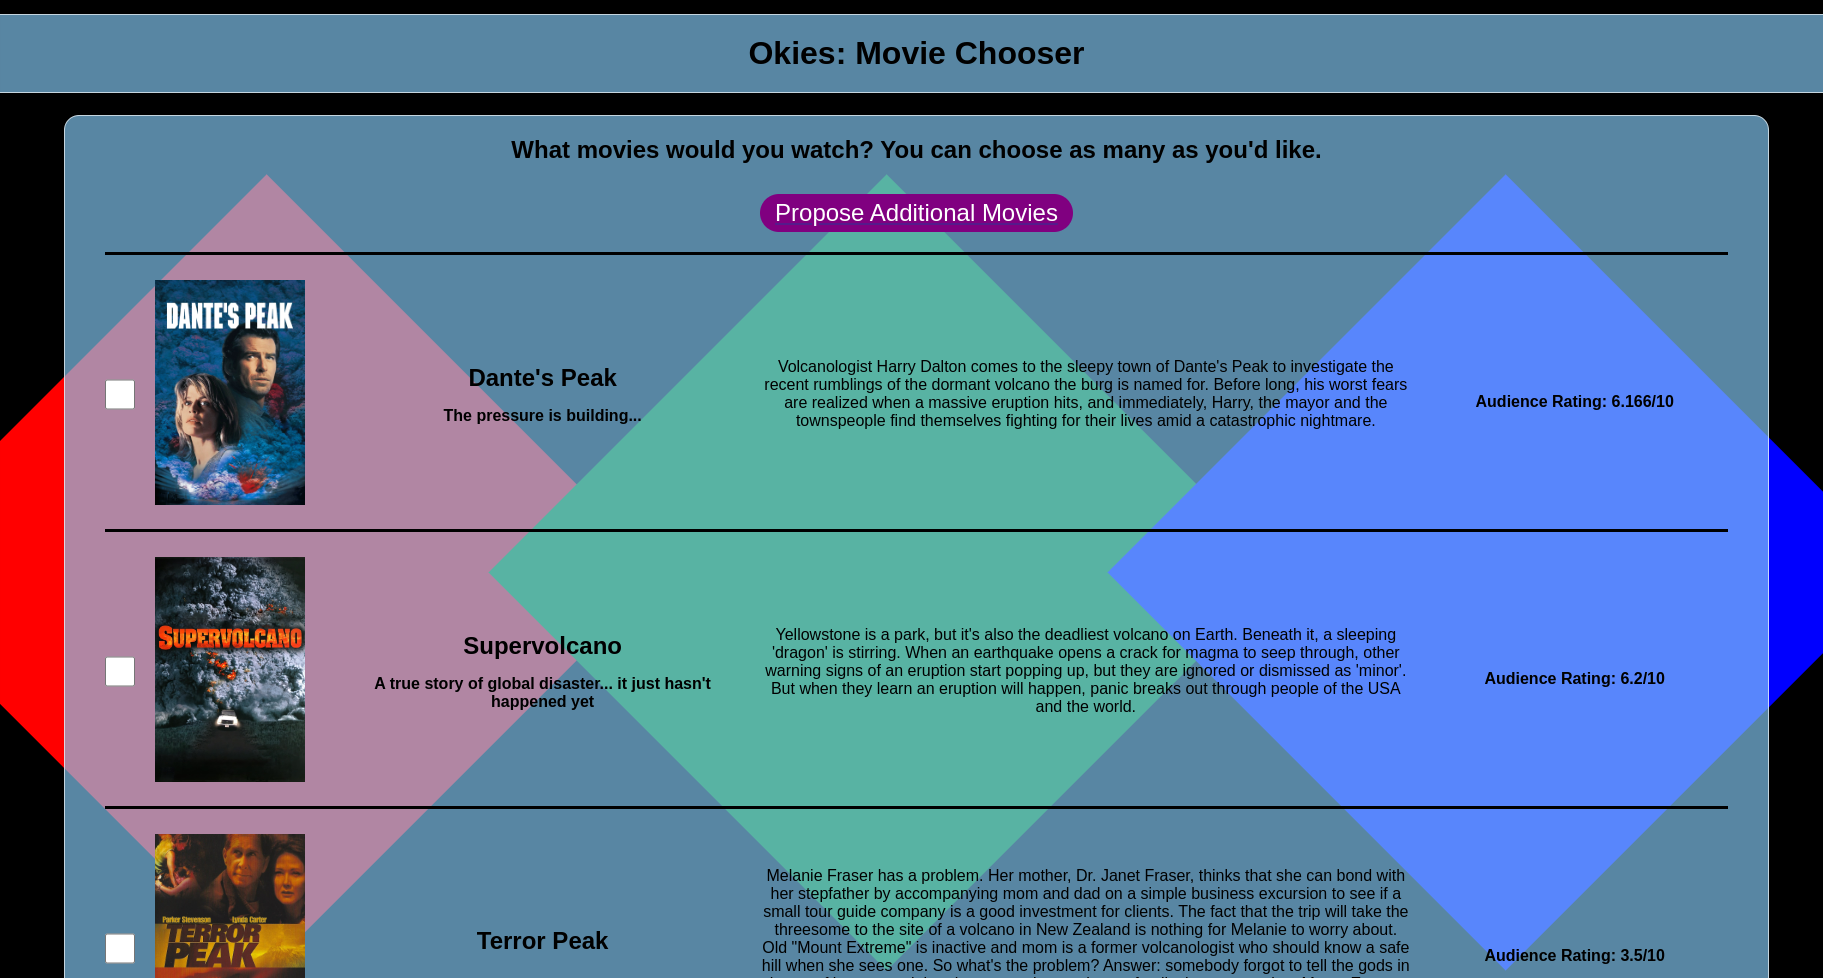 Okies: Movie Chooser
What movies would you watch? You can choose as many as you'd like.
Propose Additional Movies
DANTE'S PEAK
Dante's Peak
The pressure is building...
Volcanologist Harry Dalton comes to the sleepy town of Dante's Peak to investigate the
recent rumblings of the dormant volcano the burg is named for. Before long, his worst fears
are realized when a massive eruption hits, and immediately, Harry, the mayor and the
townspeople find themselves fighting for their lives amid a catastrophic nightmare.
Audience Rating: 6.166/10
SUPERVOLCANO
Supervolcano
A true story of global disaster... it just hasn't
happened yet
Yellowstone is a park, but it's also the deadliest volcano on Earth. Beneath it, a sleeping
'dragon' is stirring. When an earthquake opens a crack for magma to seep through, other
warning signs of an eruption start popping up, but they are ignored or dismissed as 'minor'.
But when they learn an eruption will happen, panic breaks out through people of the USA
and the world.
Audience Rating: 6.2/10
Parker Stevenson Lynda Carter
TERROR
PEAK
Terror Peak
Melanie Fraser has a problem. Her mother, Dr. Janet Fraser, thinks that she can bond with
her stepfather by accompanying mom and dad on a simple business excursion to see if a
small tour guide company is a good investment for clients. The fact that the trip will take the
threesome to the site of a volcano in New Zealand is nothing for Melanie to worry about.
Old "Mount Extreme" is inactive and mom is a former volcanologist who should know a safe
hill when she sees one. So what's the problem? Answer: somebody forgot to tell the gods in
Audience Rating: 3.5/10